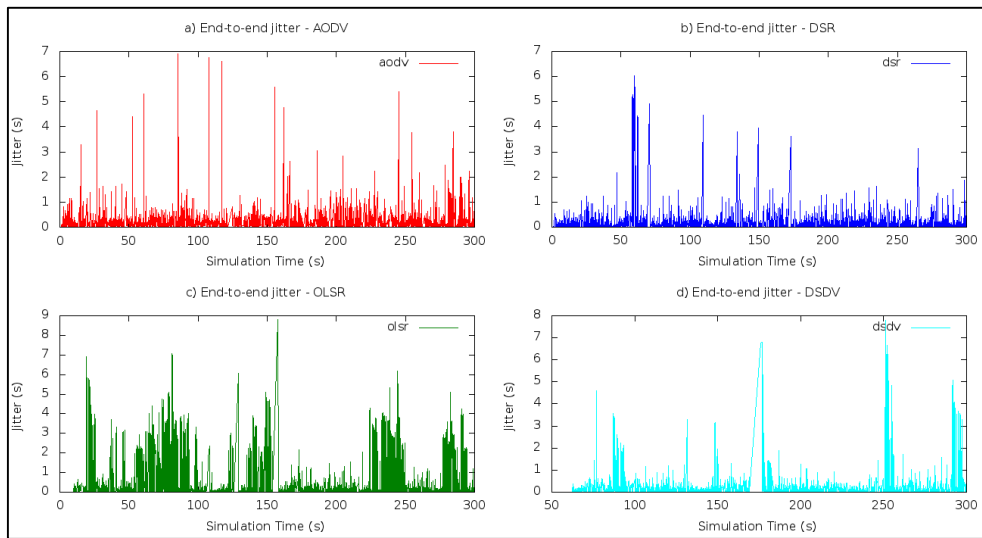 a) End-to-end jitter - AODV
7
6
5
4
3
2
1
0
Jitter (s)
aodv
0 50 100 150 200 250 300
Simulation Time (s)
b) End-to-end jitter - DSR
7
6
5
4
3
2
1
0
Jitter (s)
dsr
0 50 100 150 200 250 300
Simulation Time (s)
c) End-to-end jitter - OLSR
9
8
7
6
5
4
3
2
1
0
Jitter (s)
olsr
0 50 100 150 200 250 300
Simulation Time (s)
d) End-to-end jitter - DSDV
8
7
6
5
4
3
2
1
0
Jitter (s)
dsdv
50 100 150 200 250 300
Simulation Time (s)